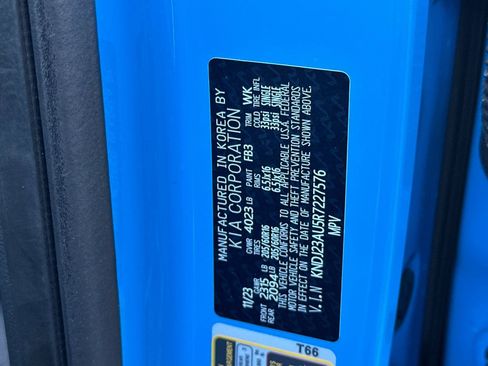 MANUFACTURED IN KOREA BY
KIA CORPORATION
11/23 GVWR 4023 LB PAINT FB3 TRIM WK
GAWR TIRES RIMS COLD TIRE INFL
FRONT 2315 LB 205/60R16 6.5Jx16 33psi SINGLE
REAR 2094 LB 205/60R16 6.5Jx16 33psi SINGLE
THIS VEHICLE CONFORMS TO ALL APPLICABLE U.S.A. FEDERAL
MOTOR VEHICLE SAFETY AND THEFT PREVENTION STANDARDS
IN EFFECT ON THE DATE OF MANUFACTURE SHOWN ABOVE.
V.I.N KNDJ23AU5R7227576
MPV
T66